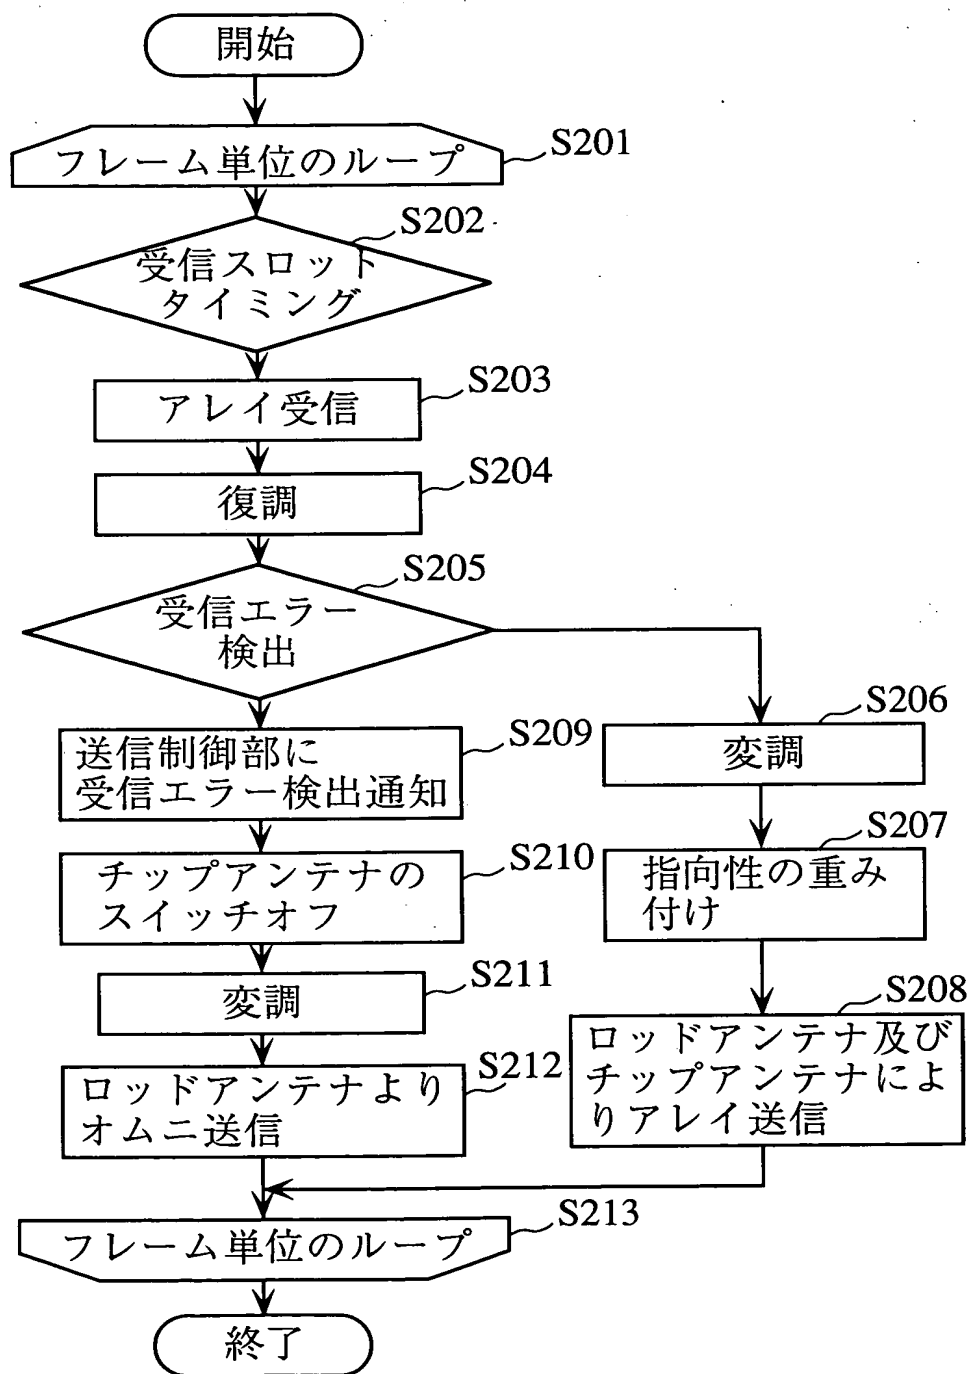 開始
フレーム単位のループ
S201
S202
受信スロット
タイミング
S203
アレイ受信
S204
復調
S205
受信エラー
検出
S206
変調
S209
送信制御部に
受信エラー検出通知
S207
指向性の重み
付け
S210
チップアンテナの
スイッチオフ
S211
変調
S208
ロッドアンテナ及び
チップアンテナによ
りアレイ送信
S212
ロッドアンテナより
オムニ送信
S213
フレーム単位のループ
終了